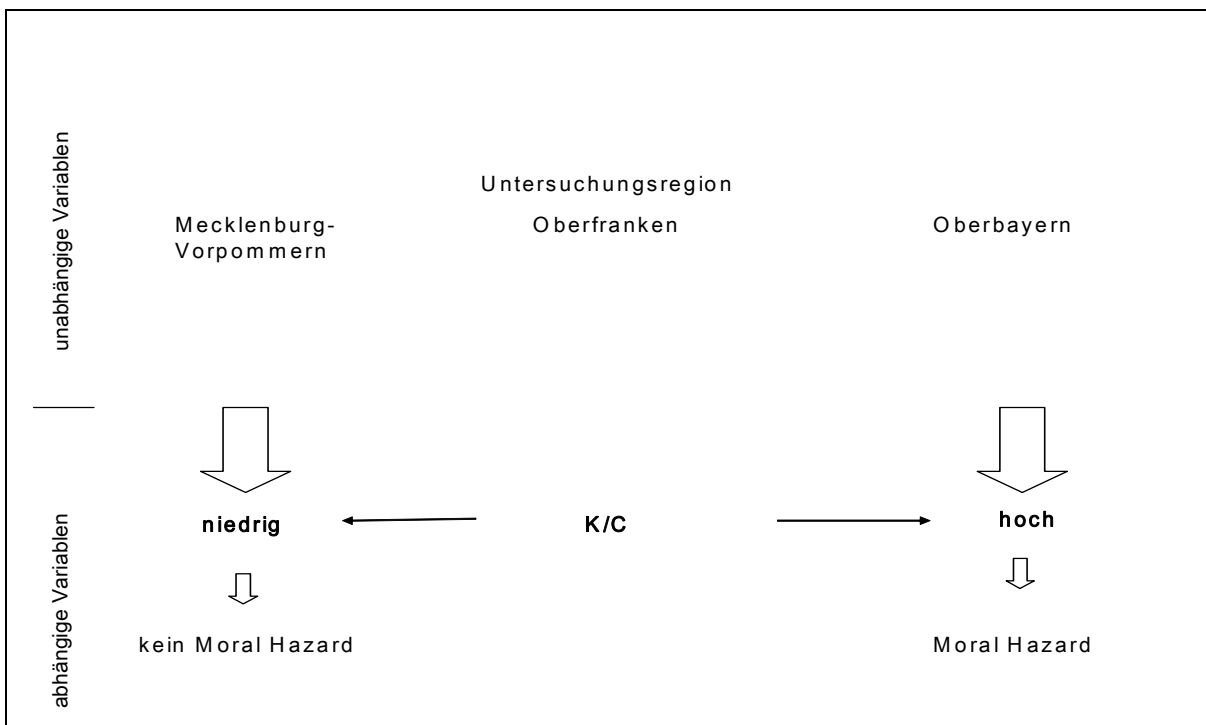 unabhängige Variablen
Untersuchungsregion
Mecklenburg-
Vorpommern
Oberfranken
Oberbayern
abhängige Variablen
niedrig
K/C
hoch
kein Moral Hazard
Moral Hazard